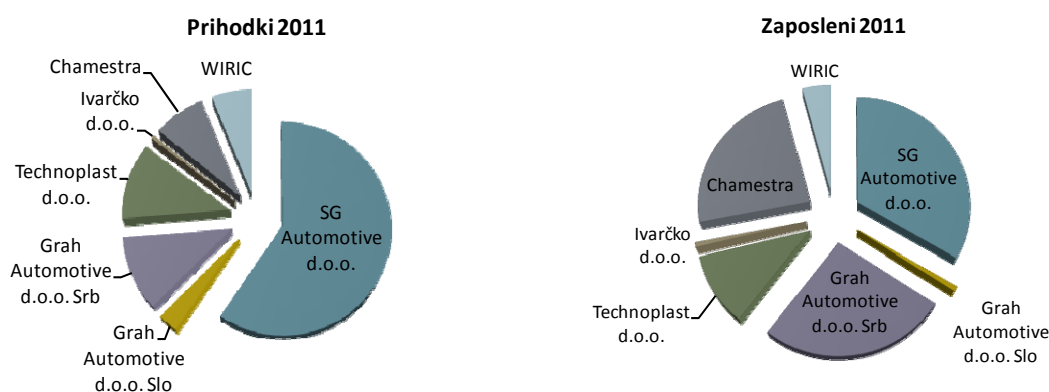 Prihodki 2011
Chamestra
WIRIC
Ivarčko
d.o.o.
Technoplast
d.o.o.
Grah
Automotive
d.o.o. Srb
Grah
Automotive
d.o.o. Slo
SG
Automotive
d.o.o.
Zaposleni 2011
WIRIC
SG
Automotive
d.o.o.
Chamestra
Ivarčko
d.o.o.
Technoplast
d.o.o.
Grah
Automotive
d.o.o. Srb
Grah
Automotive
d.o.o. Slo